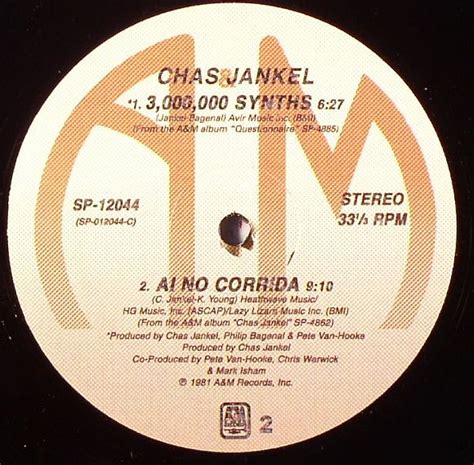 CHAS JANKEL
*1. 3,000,000 SYNTHS 6:27
(Jankel-Bagenal) Avir Music Inc. (BMI)
(From the A&M album "Questionnaire" SP-4885)
SP-12044
(SP-012044-C)
STEREO
33⅓ RPM
2. AI NO CORRIDA 9:10
(C. Jankel-K. Young) Heathwave Music/
HG Music, Inc. (ASCAP)/Lazy Lizard Music Inc. (BMI)
(From the A&M album "Chas Jankel" SP-4862)
*Produced by Chas Jankel, Philip Bagenal & Pete Van-Hooke
Produced by Chas Jankel
Co-Produced by Pete Van-Hooke, Chris Warwick
& Mark Isham
℗ 1981 A&M Records, Inc.
A&M
RECORDS
2